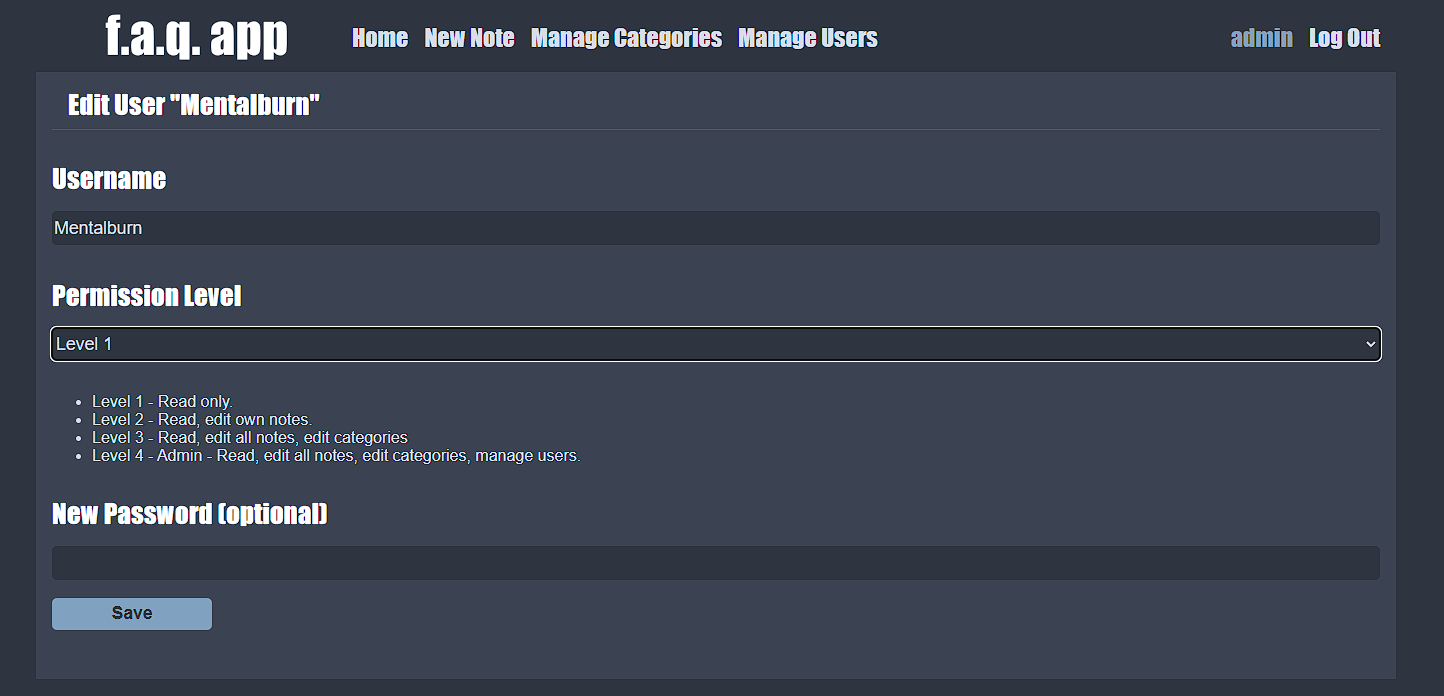 f.a.q. app Home New Note Manage Categories Manage Users admin Log Out
Edit User "Mentalburn"
Username
Mentalburn
Permission Level
Level 1
Level 1 - Read only.
Level 2 - Read, edit own notes.
Level 3 - Read, edit all notes, edit categories
Level 4 - Admin - Read, edit all notes, edit categories, manage users.
New Password (optional)
Save